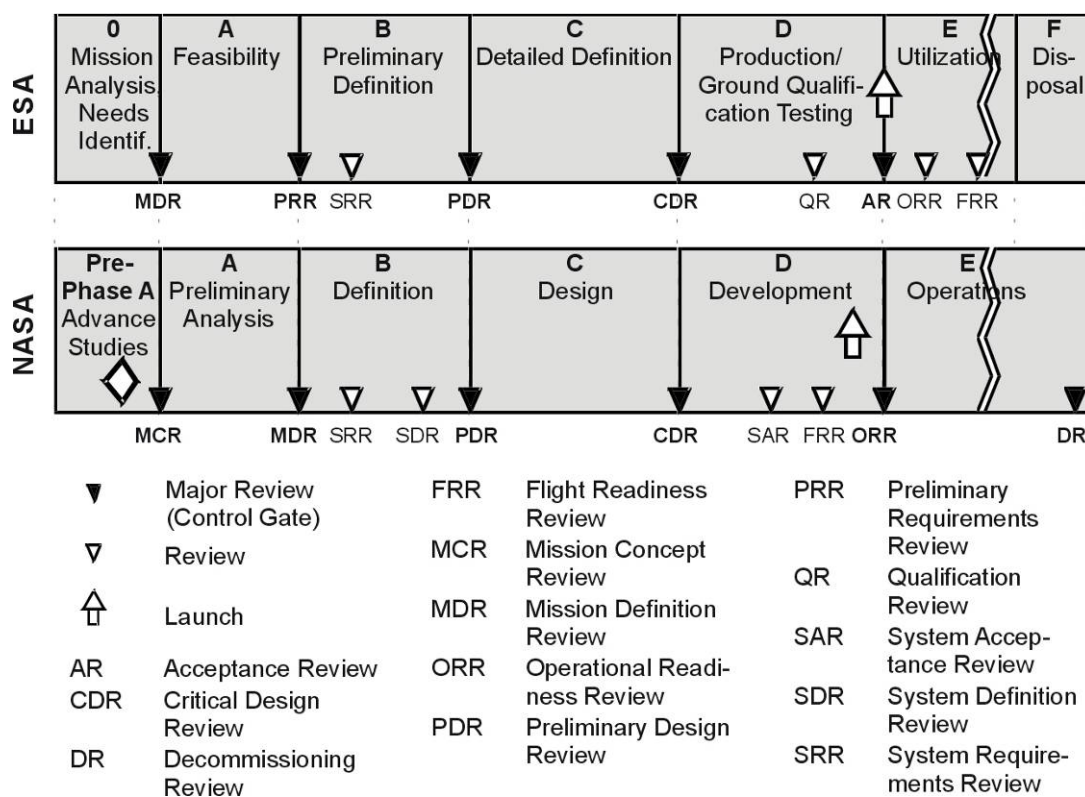 ESA
0
Mission
Analysis,
Needs
Identif.
A
Feasibility
B
Preliminary
Definition
C
Detailed Definition
D
Production/
Ground Qualifi-
cation Testing
E
Utilization
F
Dis-
posal
MDR PRR SRR PDR CDR QR AR ORR FRR
NASA
Pre-
Phase A
Advance
Studies
A
Preliminary
Analysis
B
Definition
C
Design
D
Development
E
Operations
MCR MDR SRR SDR PDR CDR SAR FRR ORR DR
Major Review
(Control Gate)
Review
Launch
AR Acceptance Review
CDR Critical Design
Review
DR Decommissioning
Review
FRR Flight Readiness
Review
MCR Mission Concept
Review
MDR Mission Definition
Review
ORR Operational Readi-
ness Review
PDR Preliminary Design
Review
PRR Preliminary
Requirements
Review
QR Qualification
Review
SAR System Accep-
tance Review
SDR System Definition
Review
SRR System Require-
ments Review